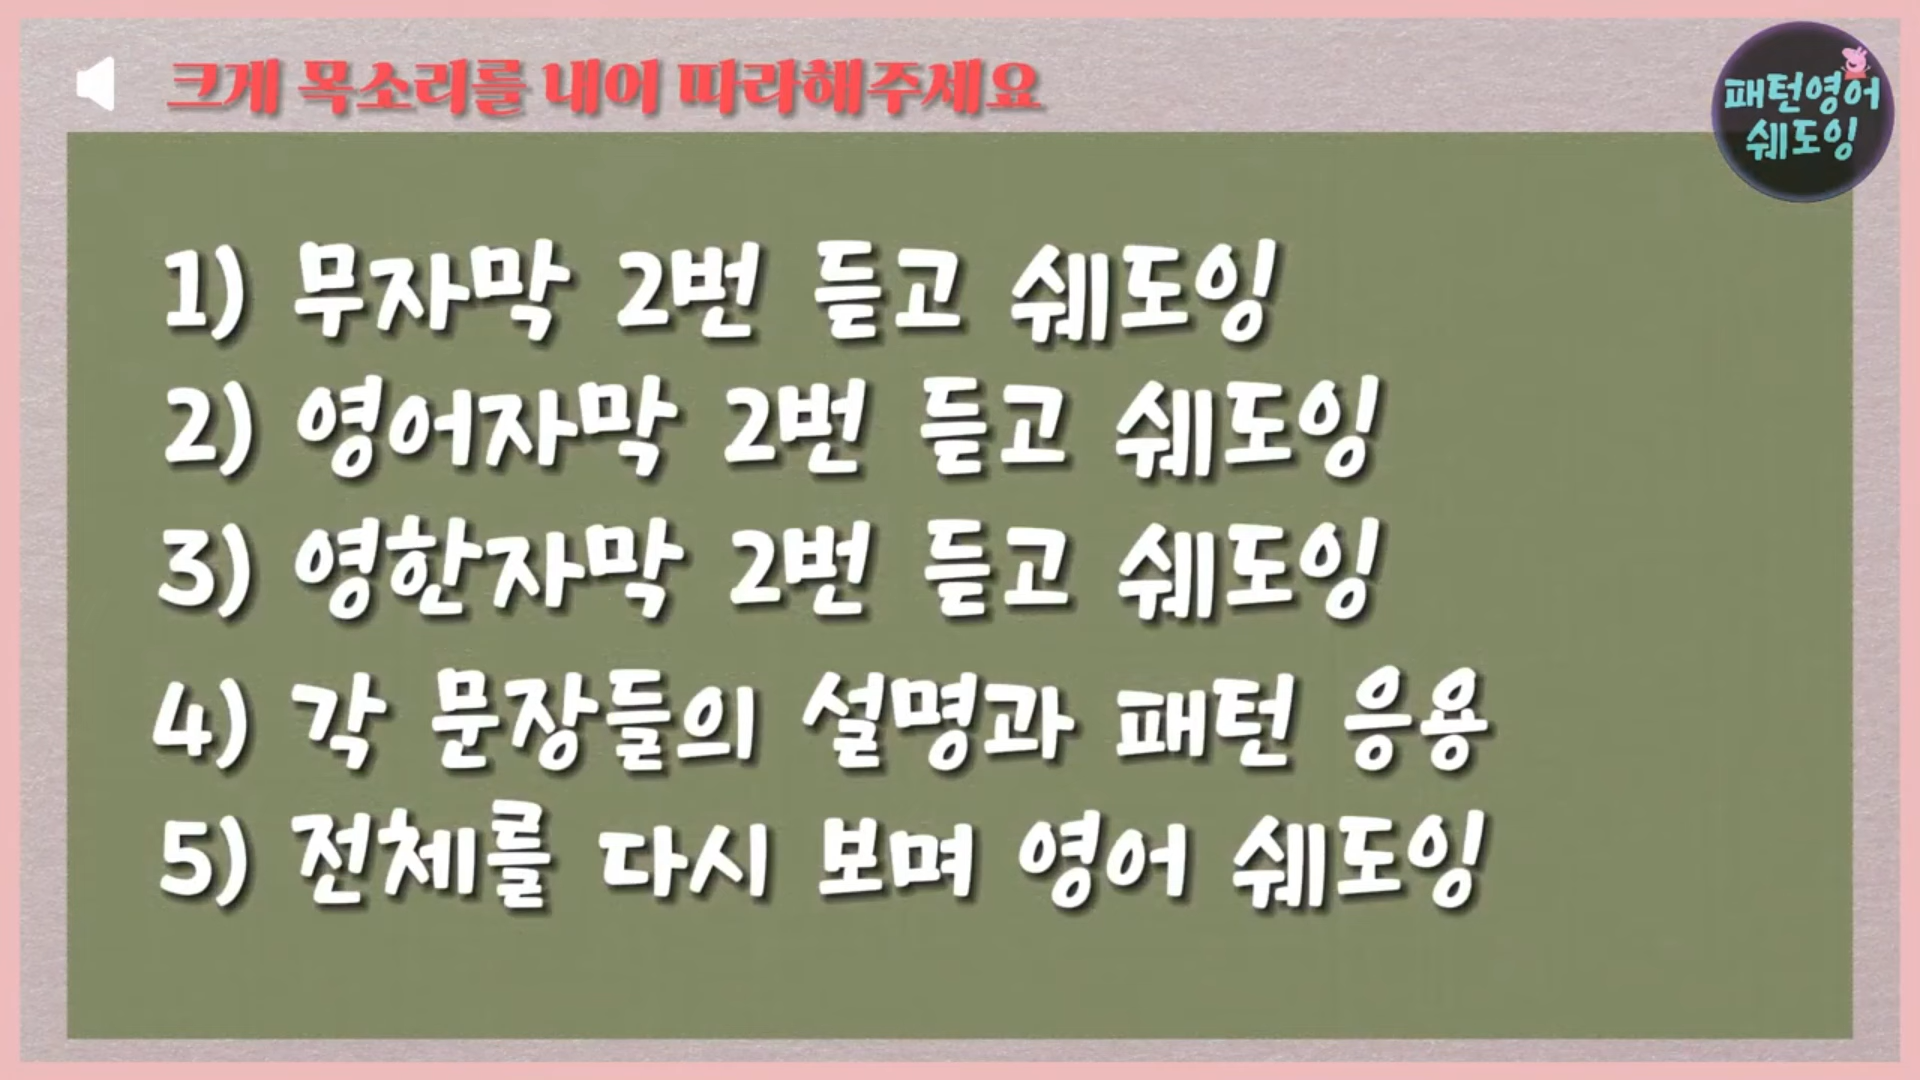 크게 목소리를 내어 따라해주세요
패턴영어
쉐도잉
1) 무자막 2번 듣고 쉐도잉
2) 영어자막 2번 듣고 쉐도잉
3) 영한자막 2번 듣고 쉐도잉
4) 각 문장들의 설명과 패턴 응용
5) 전체를 다시 보며 영어 쉐도잉